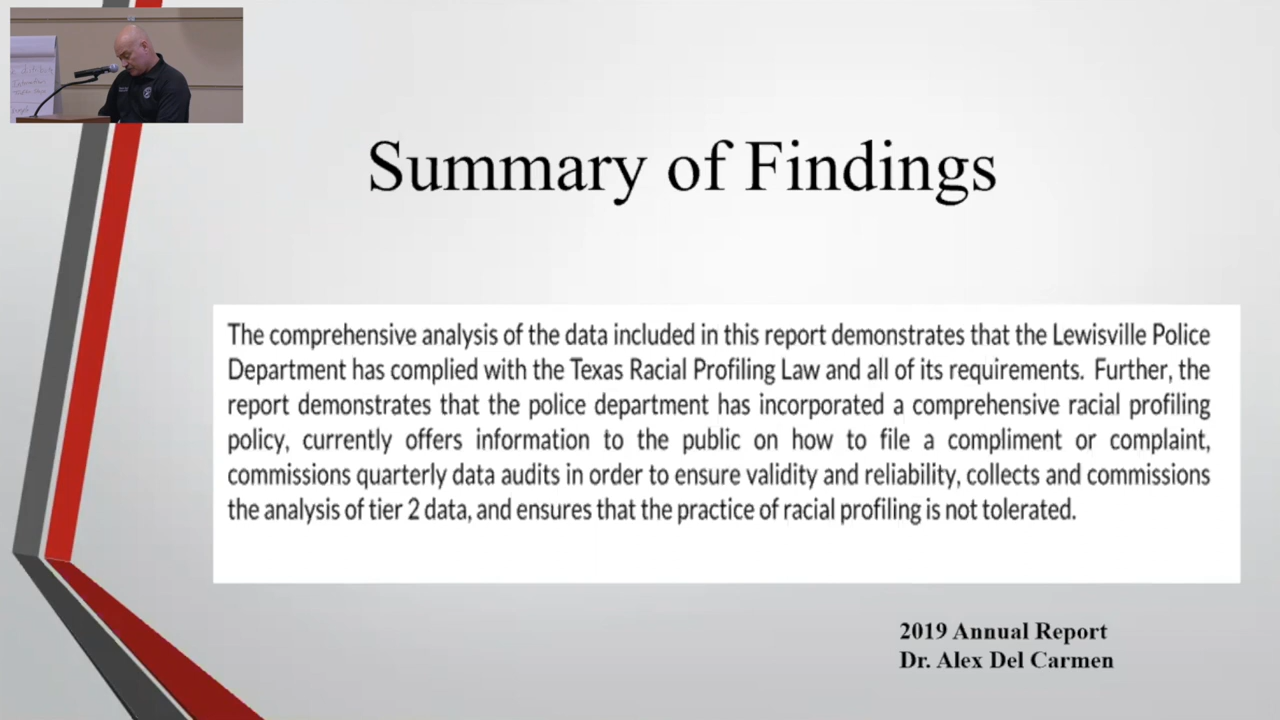 Summary of Findings
The comprehensive analysis of the data included in this report demonstrates that the Lewisville Police
Department has complied with the Texas Racial Profiling Law and all of its requirements. Further, the
report demonstrates that the police department has incorporated a comprehensive racial profiling
policy, currently offers information to the public on how to file a compliment or complaint,
commissions quarterly data audits in order to ensure validity and reliability, collects and commissions
the analysis of tier 2 data, and ensures that the practice of racial profiling is not tolerated.
2019 Annual Report
Dr. Alex Del Carmen